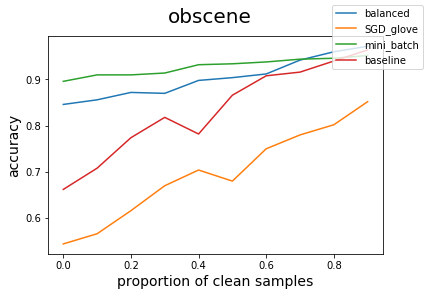 obscene
balanced
SGD_glove
mini_batch
baseline
accuracy
0.9
0.8
0.7
0.6
0.0 0.2 0.4 0.6 0.8
proportion of clean samples